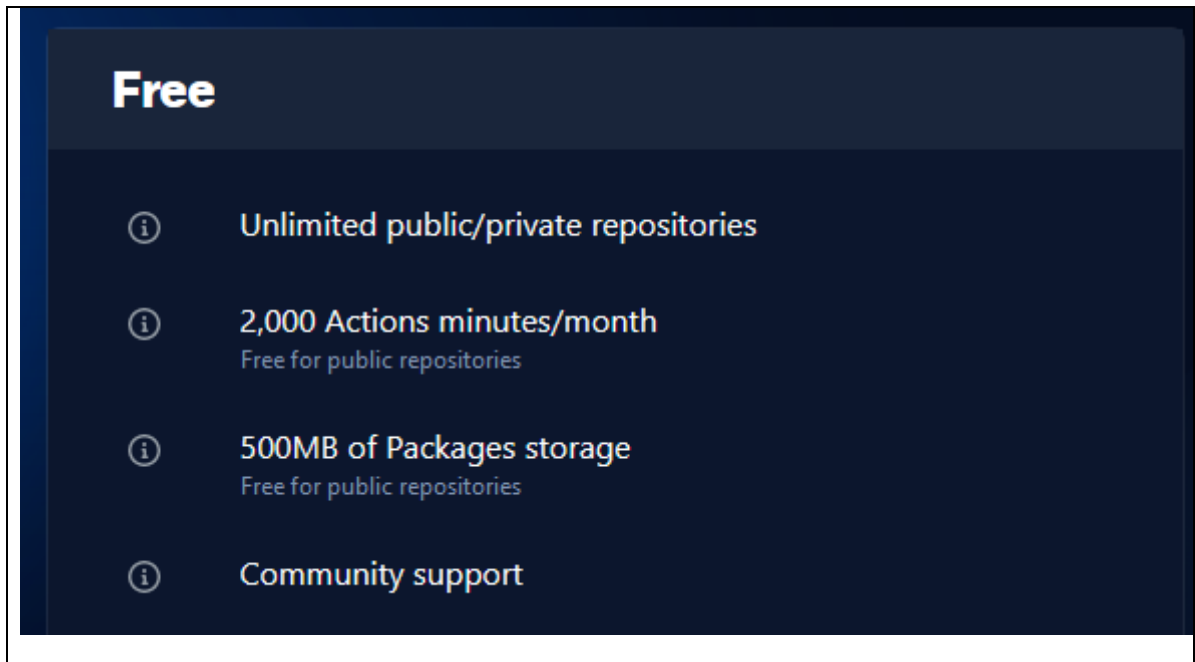 Free
Unlimited public/private repositories
2,000 Actions minutes/month
Free for public repositories
500MB of Packages storage
Free for public repositories
Community support